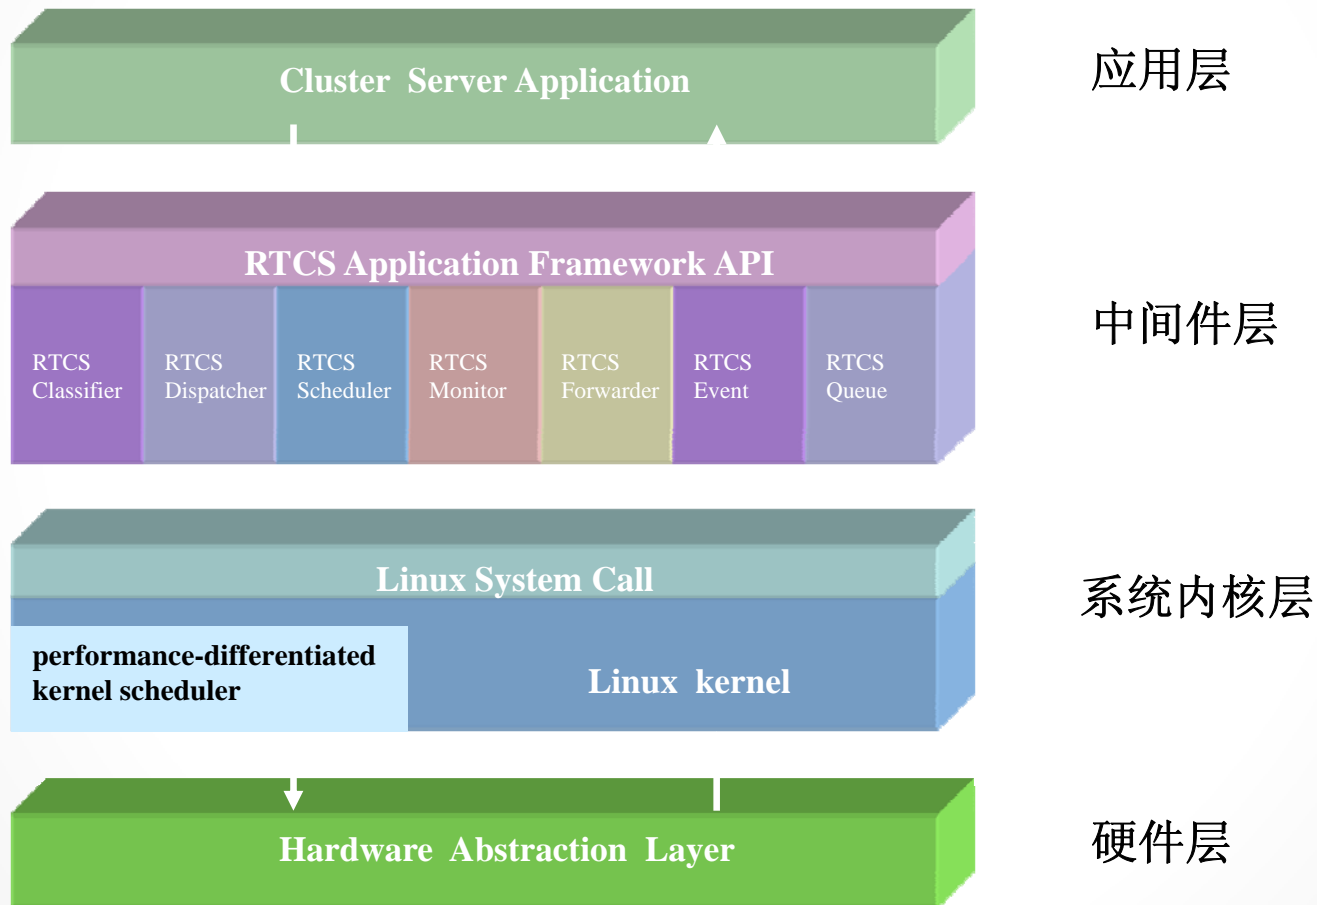 Cluster Server Application
应用层
RTCS Application Framework API
中间件层
RTCS
Classifier
RTCS
Dispatcher
RTCS
Scheduler
RTCS
Monitor
RTCS
Forwarder
RTCS
Event
RTCS
Queue
Linux System Call
系统内核层
performance-differentiated
kernel scheduler
Linux kernel
Hardware Abstraction Layer
硬件层